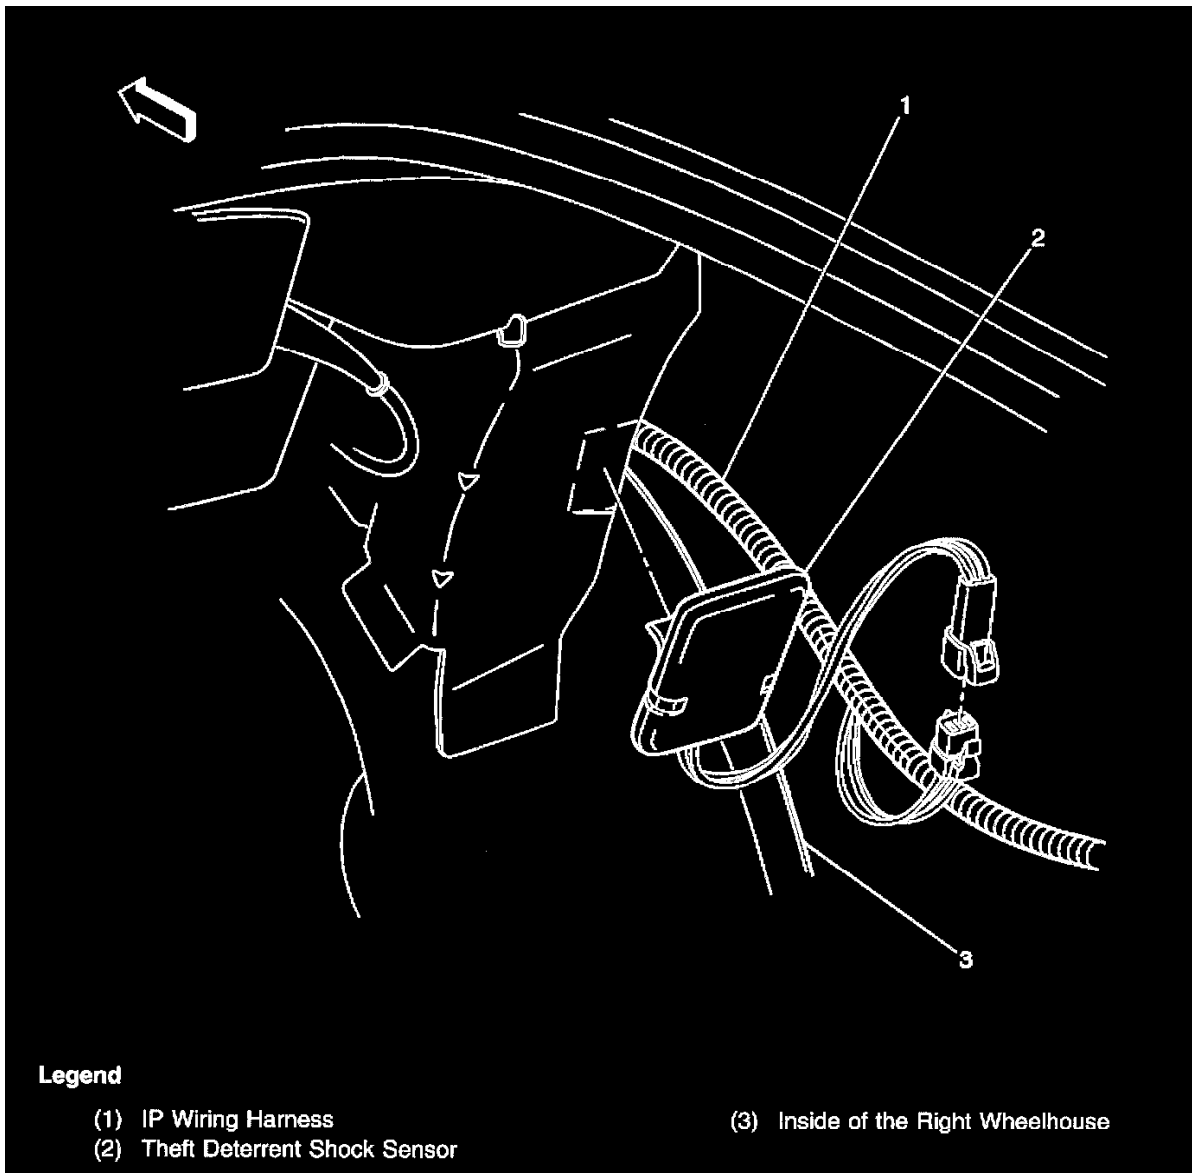 1
2
3
Legend
(1) IP Wiring Harness
(2) Theft Deterrent Shock Sensor
(3) Inside of the Right Wheelhouse